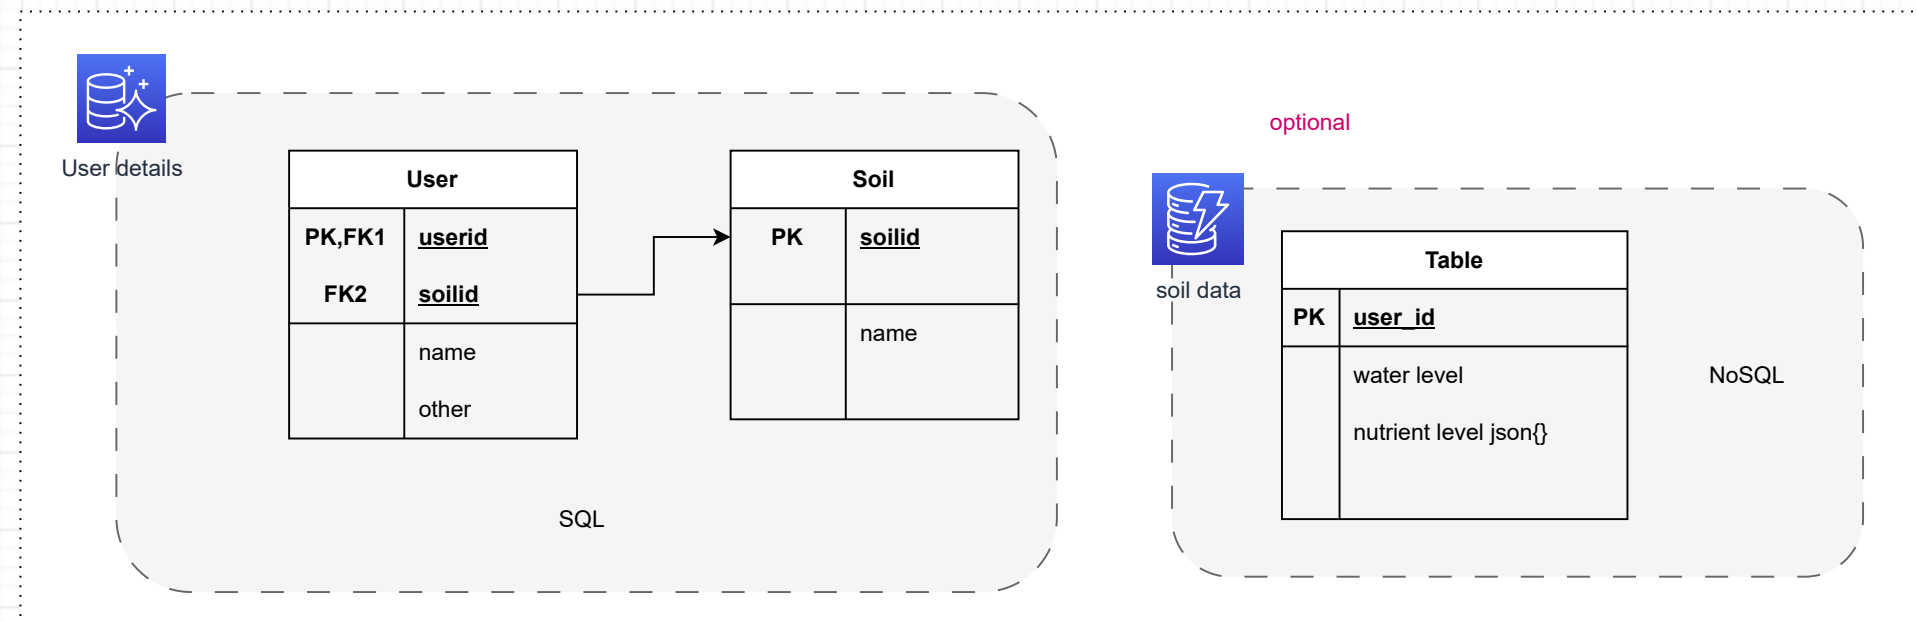 User details
User
PK,FK1 userid
FK2 soilid
name
other
Soil
PK soilid
name
SQL
optional
soil data
Table
PK user_id
water level
nutrient level json{}
NoSQL